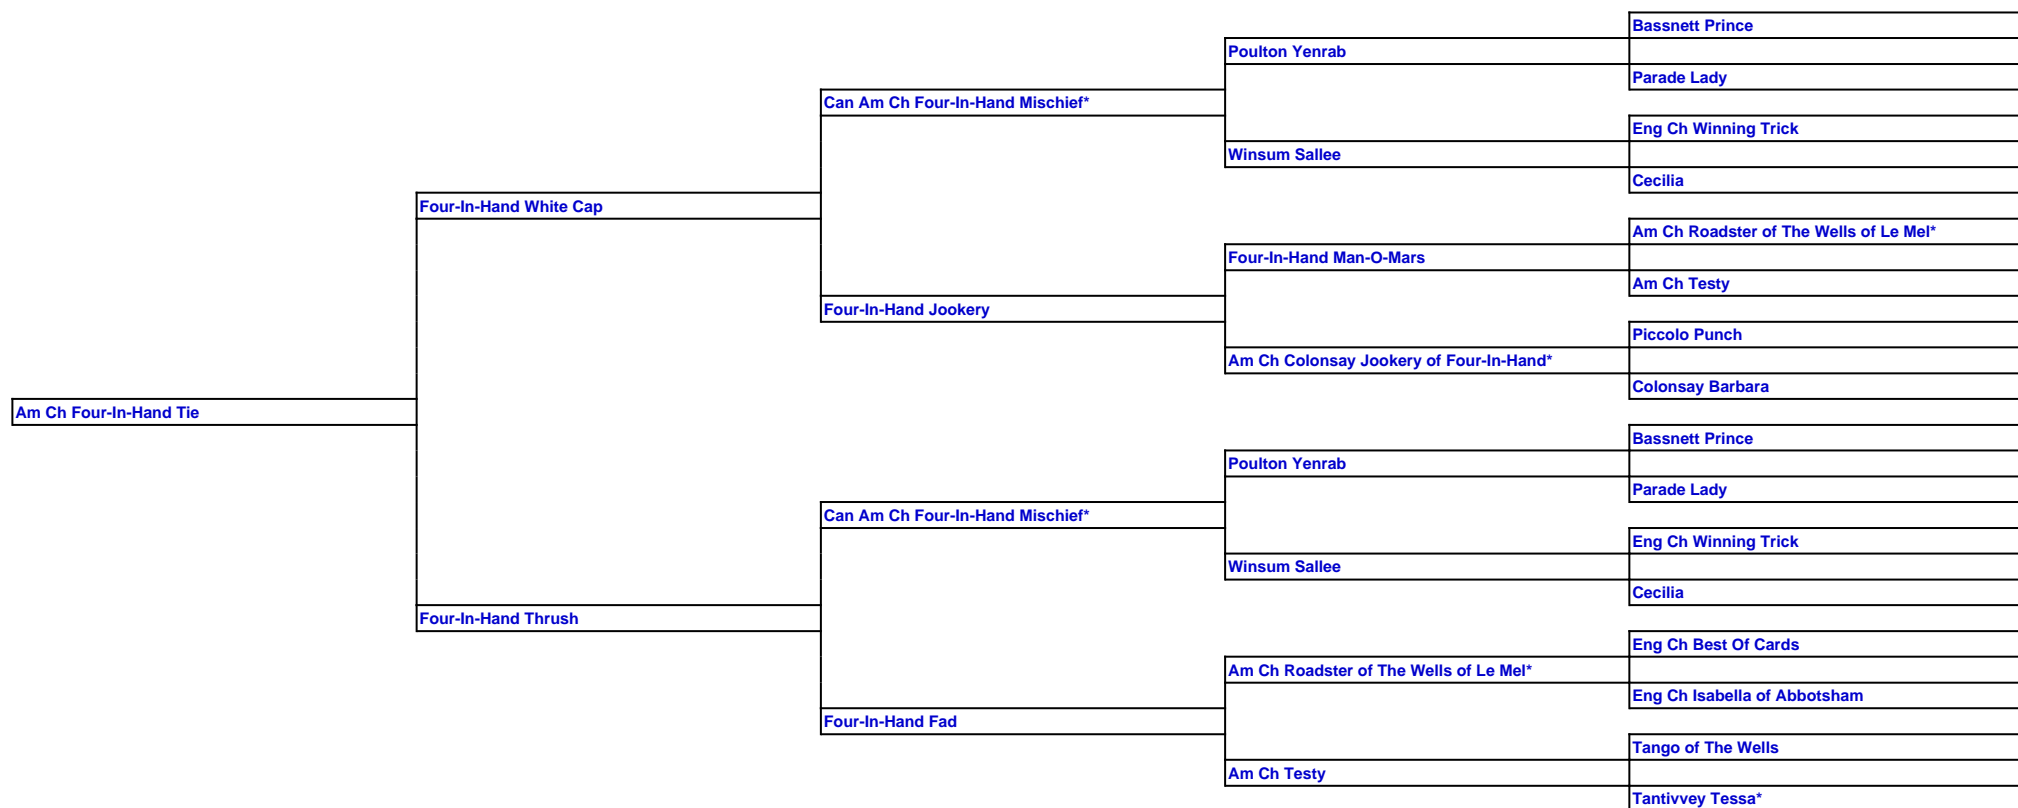 Bassnett Prince
Poulton Yenrab
Parade Lady
Can Am Ch Four-In-Hand Mischief*
Eng Ch Winning Trick
Winsum Sallee
Cecilia
Four-In-Hand White Cap
Am Ch Roadster of The Wells of Le Mel*
Four-In-Hand Man-O-Mars
Am Ch Testy
Four-In-Hand Jookery
Piccolo Punch
Am Ch Colonsay Jookery of Four-In-Hand*
Colonsay Barbara
Am Ch Four-In-Hand Tie
Bassnett Prince
Poulton Yenrab
Parade Lady
Can Am Ch Four-In-Hand Mischief*
Eng Ch Winning Trick
Winsum Sallee
Cecilia
Four-In-Hand Thrush
Eng Ch Best Of Cards
Am Ch Roadster of The Wells of Le Mel*
Eng Ch Isabella of Abbotsham
Four-In-Hand Fad
Tango of The Wells
Am Ch Testy
Tantivvey Tessa*